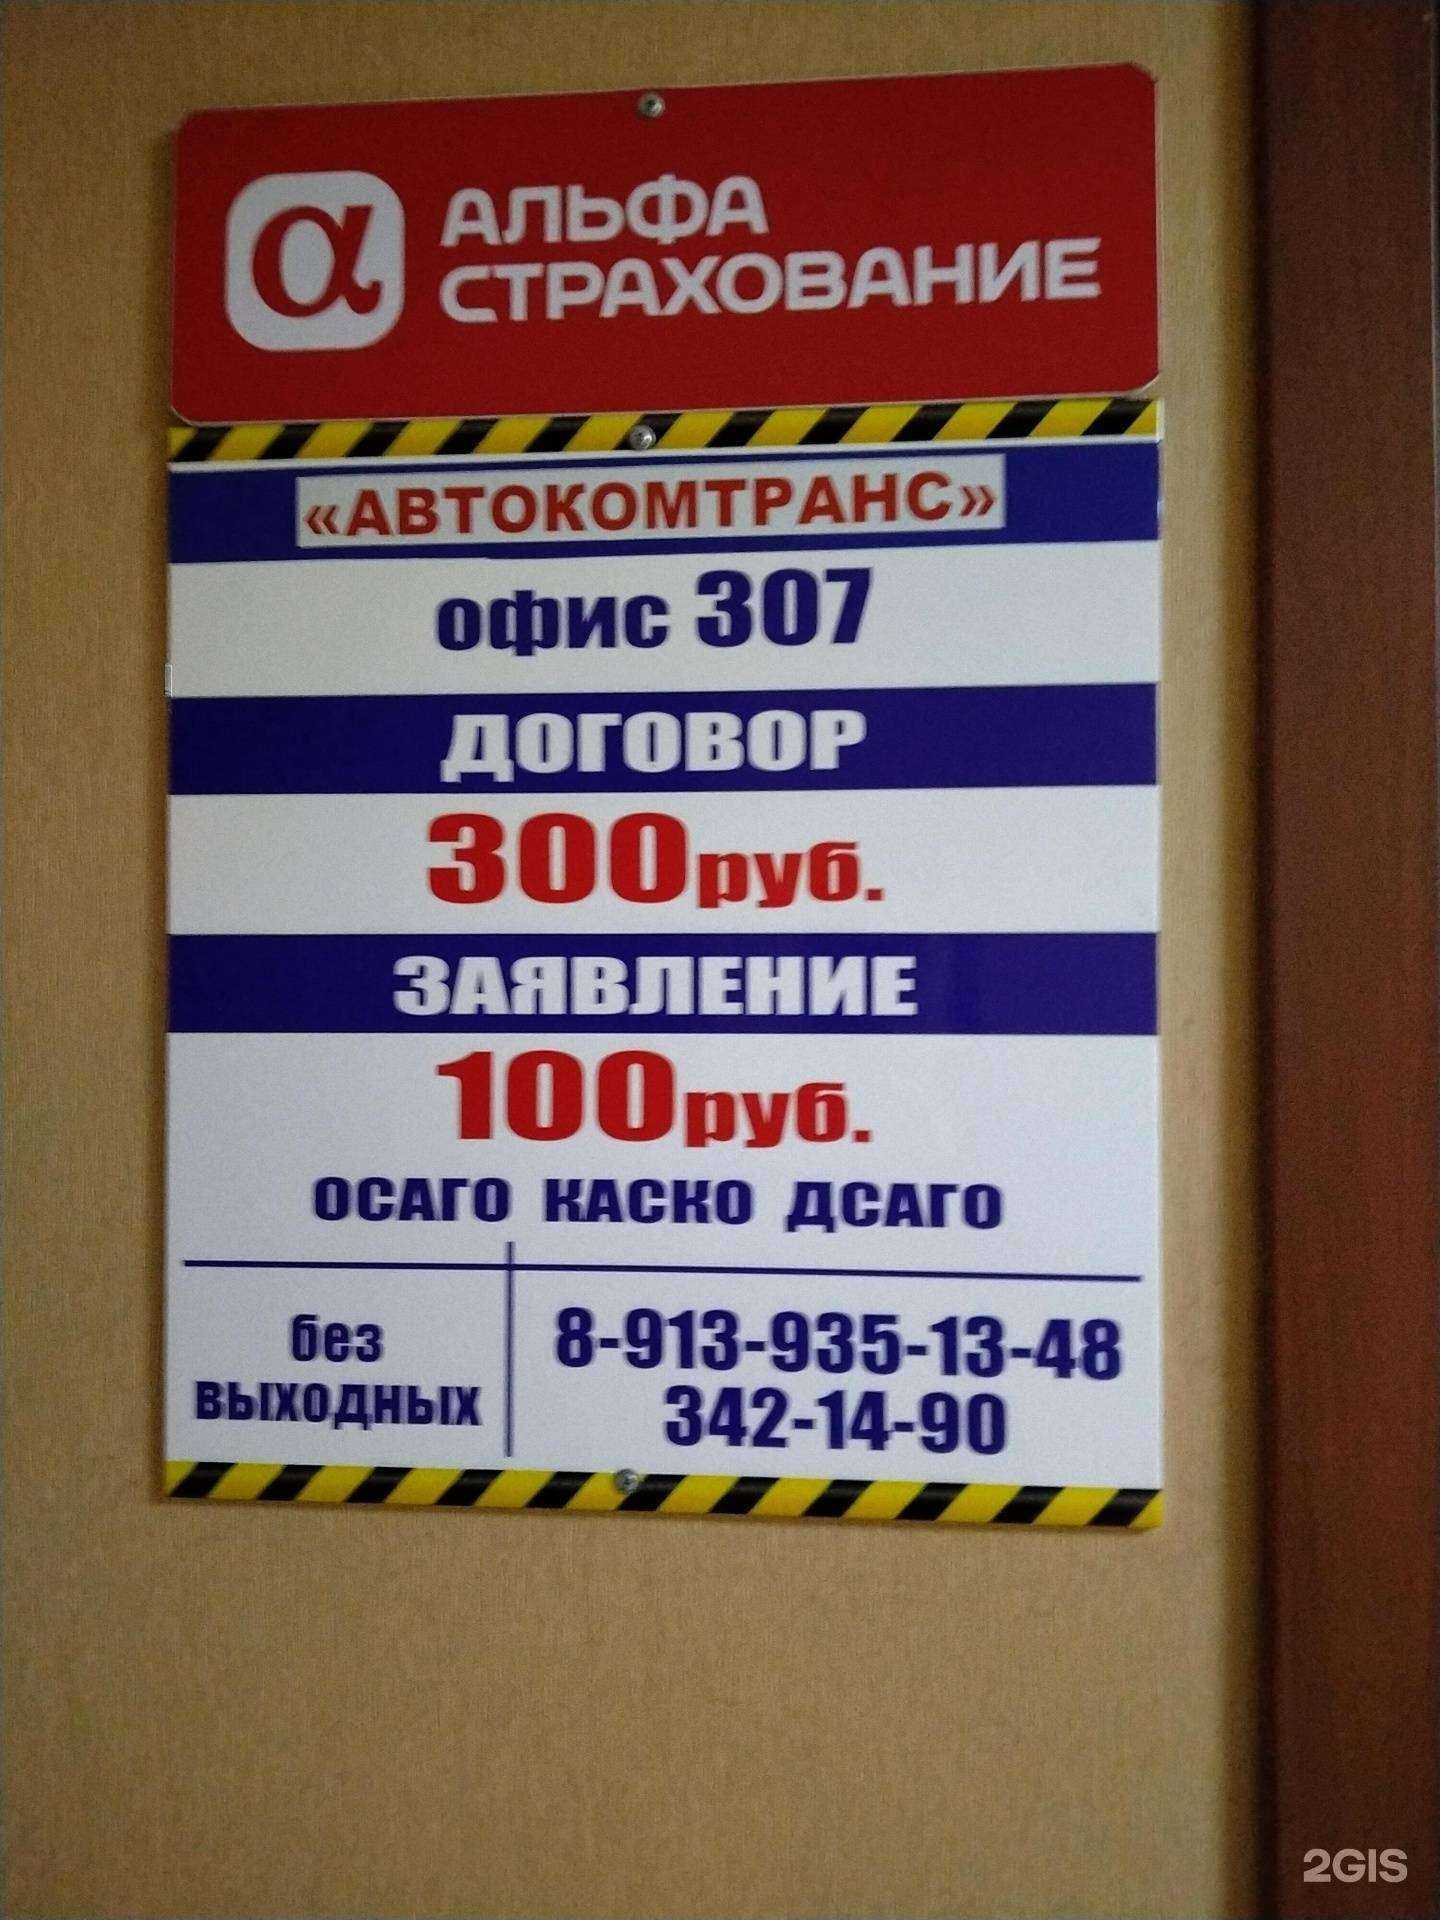 α АЛЬФА
СТРАХОВАНИЕ
«АВТОКОМТРАНС»
офис 307
ДОГОВОР
300руб.
ЗАЯВЛЕНИЕ
100руб.
ОСАГО КАСКО ДСАГО
без
выходных
8-913-935-13-48
342-14-90
2GIS